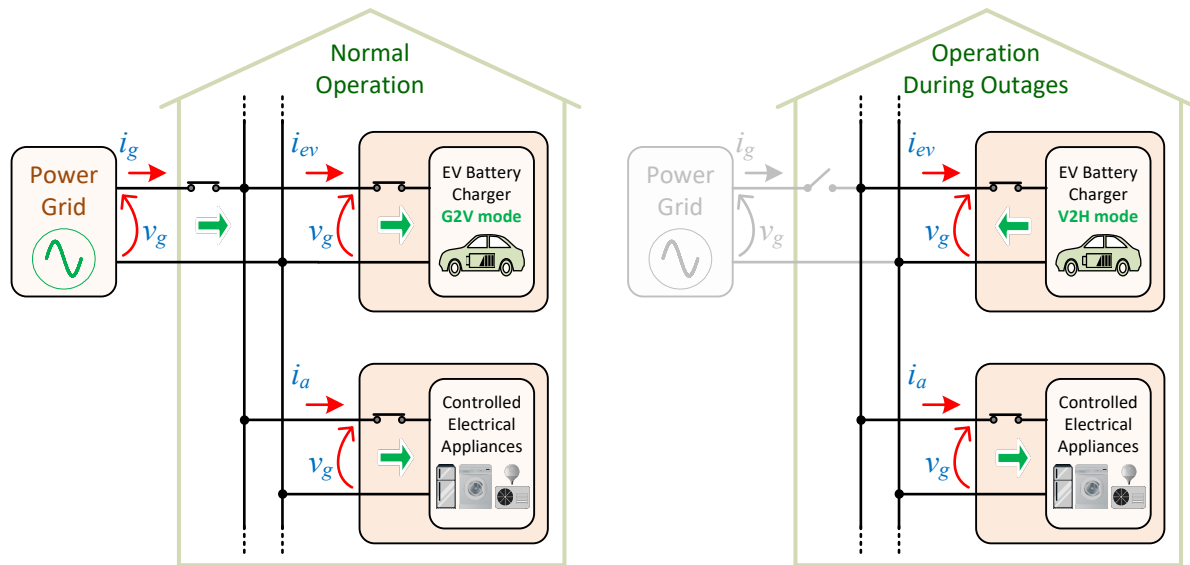 Normal
Operation
Power
Grid
i_g
v_g
i_ev
v_g
EV Battery
Charger
G2V mode
i_a
v_g
Controlled
Electrical
Appliances
Operation
During Outages
Power
Grid
i_g
v_g
i_ev
v_g
EV Battery
Charger
V2H mode
i_a
v_g
Controlled
Electrical
Appliances